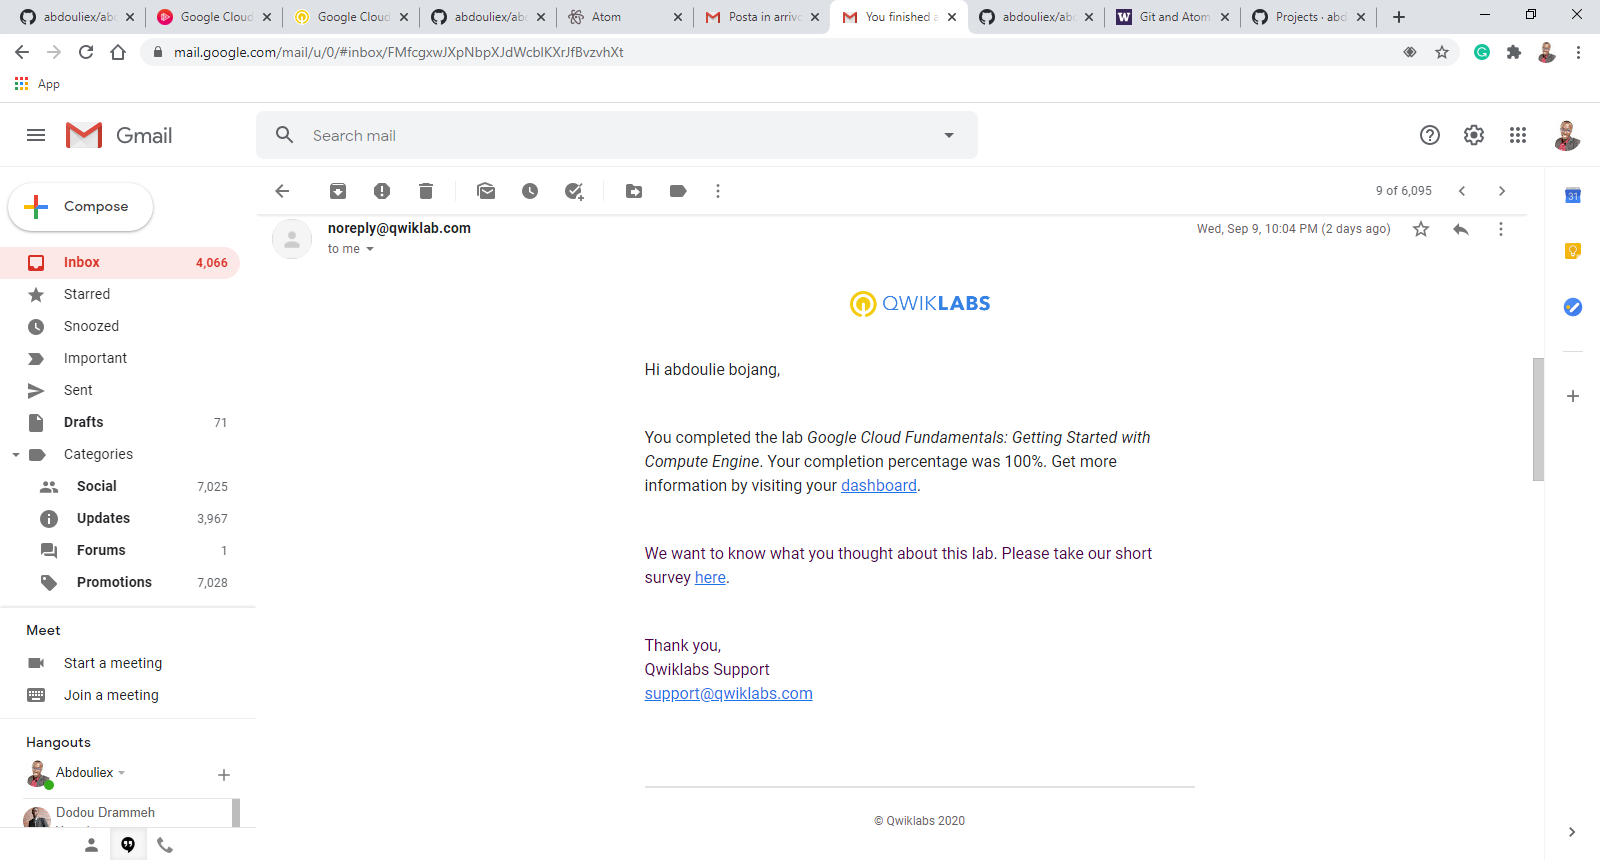 abdouliex/abd
Google Cloud
Google Cloud
abdouliex/abd
Atom
Posta in arrivo
You finished a
abdouliex/abd
Git and Atom
Projects · abd
mail.google.com/mail/u/0/#inbox/FMfcgxwJXpNbpXJdWcblKXrJfBvzvhXt
App
Gmail
Search mail
Compose
9 of 6,095
31
Inbox 4,066
Starred
Snoozed
Important
Sent
Drafts 71
Categories
Social 7,025
Updates 3,967
Forums 1
Promotions 7,028
Meet
Start a meeting
Join a meeting
Hangouts
Abdouliex
Dodou Drammeh
noreply@qwiklab.com
Wed, Sep 9, 10:04 PM (2 days ago)
to me
QWIKLABS
Hi abdoulie bojang,
You completed the lab Google Cloud Fundamentals: Getting Started with
Compute Engine. Your completion percentage was 100%. Get more
information by visiting your dashboard.
We want to know what you thought about this lab. Please take our short
survey here.
Thank you,
Qwiklabs Support
support@qwiklabs.com
© Qwiklabs 2020